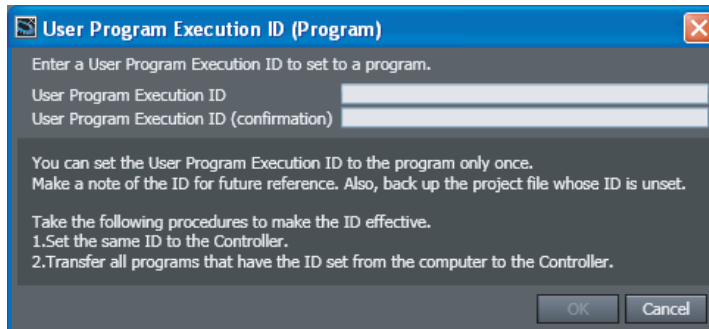 User Program Execution ID (Program)
Enter a User Program Execution ID to set to a program.
User Program Execution ID
User Program Execution ID (confirmation)
You can set the User Program Execution ID to the program only once.
Make a note of the ID for future reference. Also, back up the project file whose ID is unset.
Take the following procedures to make the ID effective.
1.Set the same ID to the Controller.
2.Transfer all programs that have the ID set from the computer to the Controller.
OK Cancel